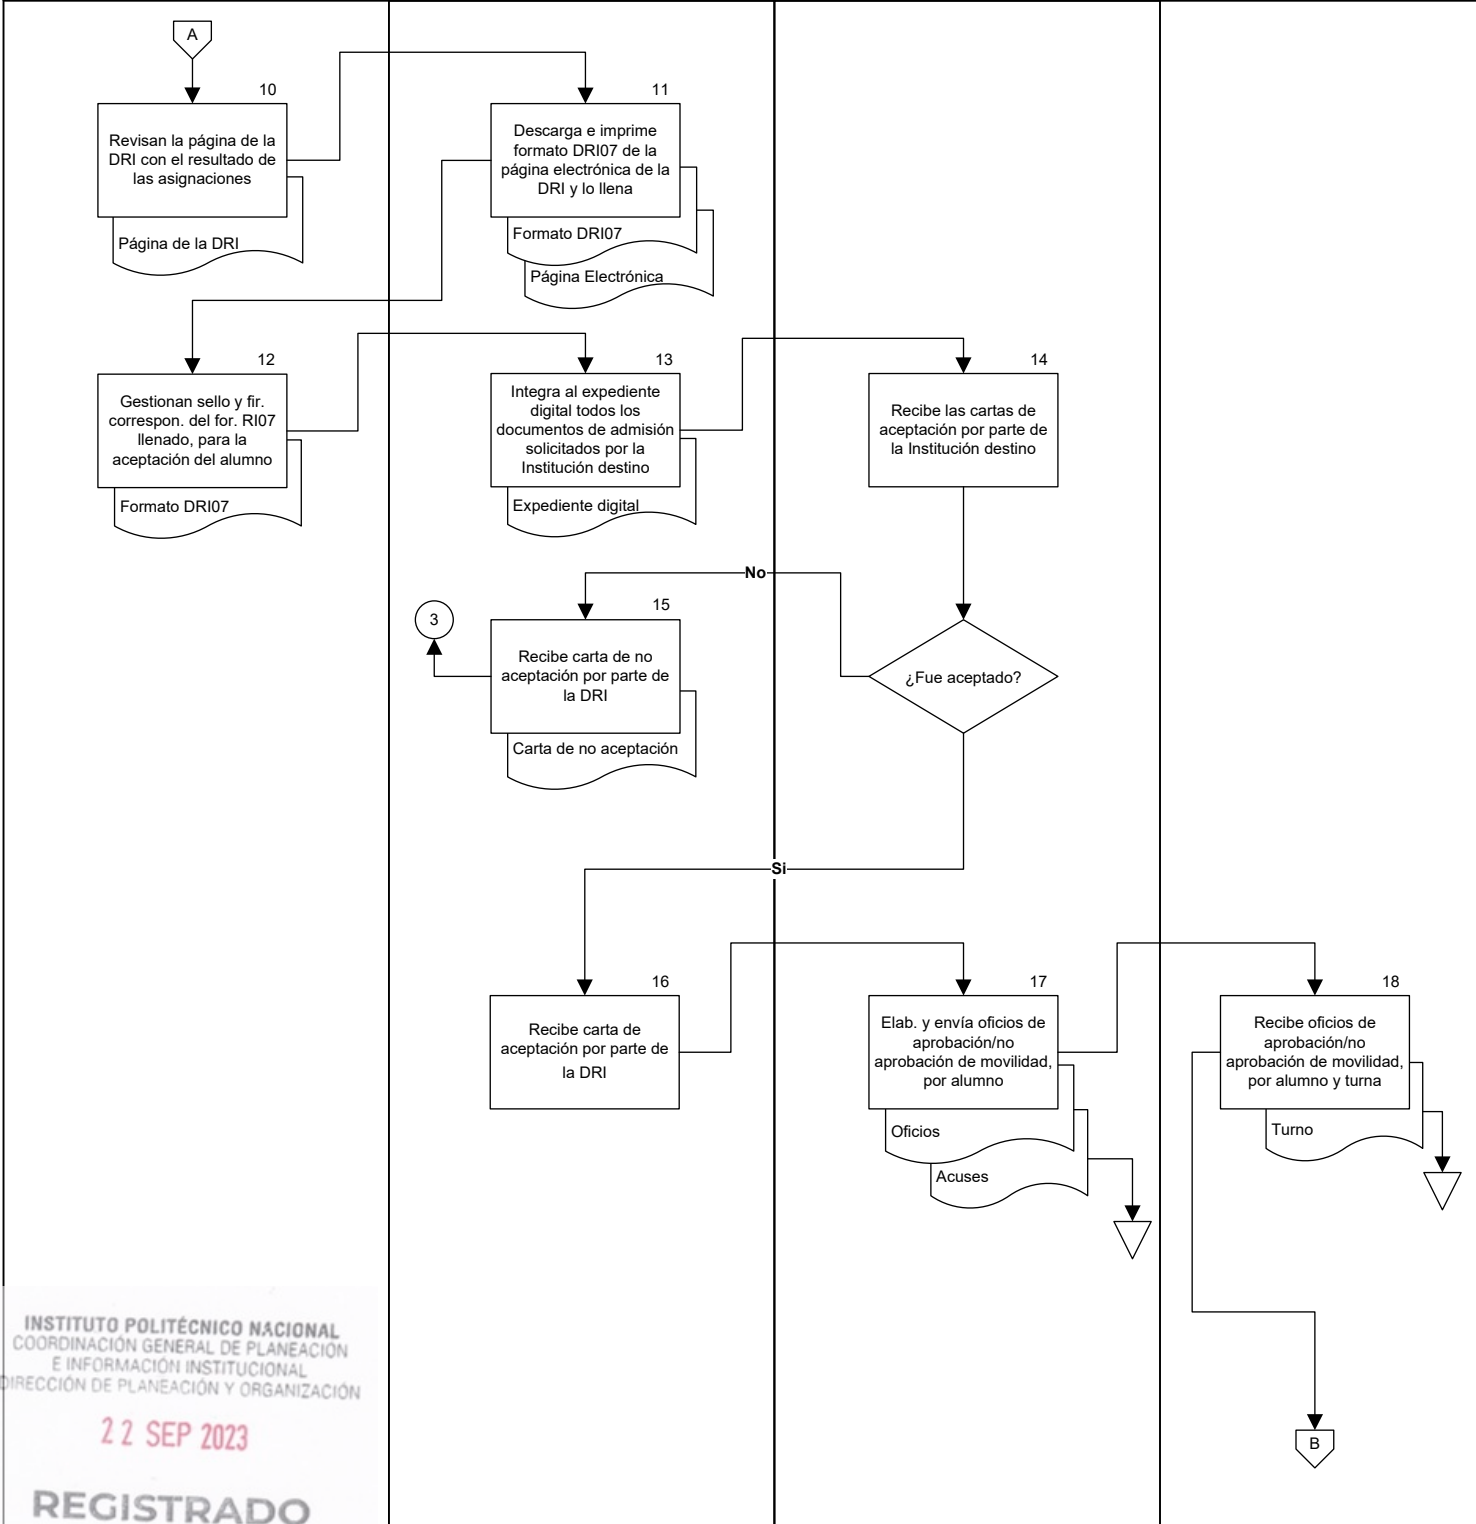 A
10
Revisan la página de la
DRI con el resultado de
las asignaciones
Página de la DRI
11
Descarga e imprime
formato DRI07 de la
página electrónica de la
DRI y lo llena
Formato DRI07
Página Electrónica
12
Gestionan sello y fir.
correspon. del for. RI07
llenado, para la
aceptación del alumno
Formato DRI07
13
Integra al expediente
digital todos los
documentos de admisión
solicitados por la
Institución destino
Expediente digital
14
Recibe las cartas de
aceptación por parte de
la Institución destino
No
¿Fue aceptado?
15
Recibe carta de no
aceptación por parte de
la DRI
Carta de no aceptación
3
Si
16
Recibe carta de
aceptación por parte de
la DRI
17
Elab. y envía oficios de
aprobación/no
aprobación de movilidad,
por alumno
Oficios
Acuses
18
Recibe oficios de
aprobación/no
aprobación de movilidad,
por alumno y turna
Turno
B
INSTITUTO POLITÉCNICO NACIONAL
COORDINACIÓN GENERAL DE PLANEACIÓN
E INFORMACIÓN INSTITUCIONAL
DIRECCIÓN DE PLANEACIÓN Y ORGANIZACIÓN
22 SEP 2023
REGISTRADO